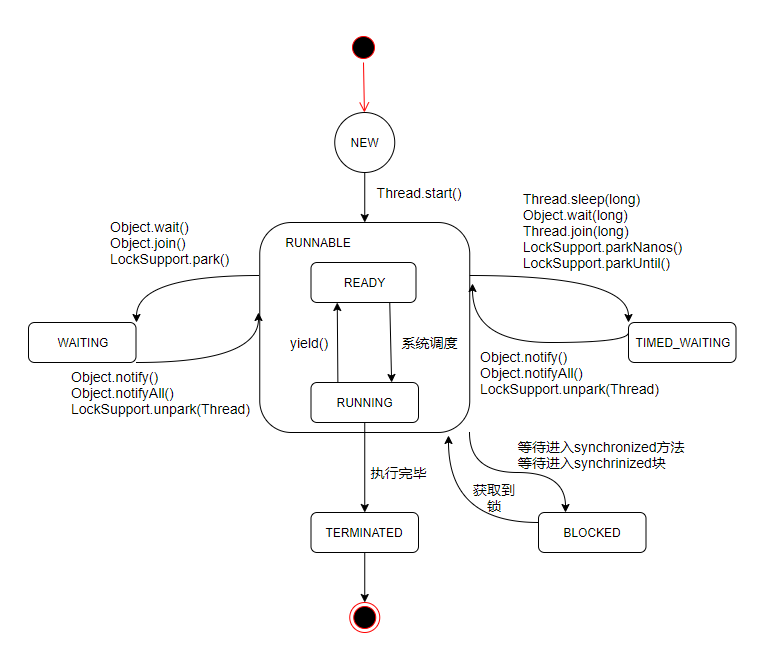 NEW
Thread.start()
Thread.sleep(long)
Object.wait(long)
Thread.join(long)
LockSupport.parkNanos()
LockSupport.parkUntil()
Object.wait()
Object.join()
LockSupport.park()
RUNNABLE
READY
WAITING
yield()
系统调度
TIMED_WAITING
Object.notify()
Object.notifyAll()
LockSupport.unpark(Thread)
Object.notify()
Object.notifyAll()
LockSupport.unpark(Thread)
RUNNING
执行完毕
等待进入synchronized方法
等待进入synchrinized块
获取到
锁
TERMINATED
BLOCKED